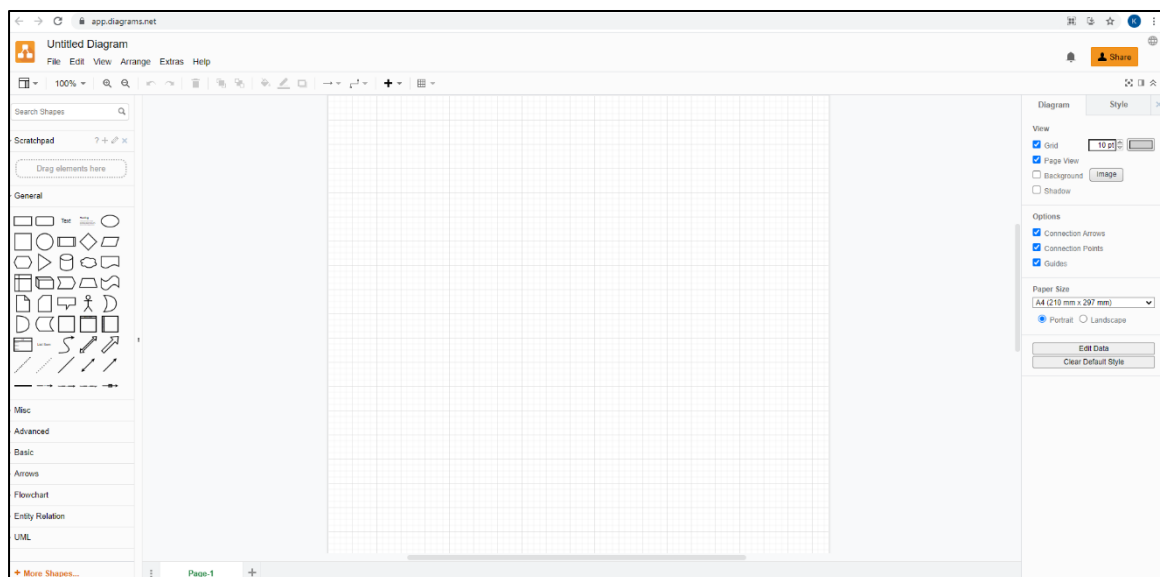 app.diagrams.net
K
Untitled Diagram
File Edit View Arrange Extras Help
Share
100%
Search Shapes
Scratchpad
?
Drag elements here
General
Text
Misc
Advanced
Basic
Arrows
Flowchart
Entity Relation
UML
+ More Shapes...
Page-1
Diagram Style
View
Grid 10 pt
Page View
Background Image
Shadow
Options
Connection Arrows
Connection Points
Guides
Paper Size
A4 (210 mm x 297 mm)
Portrait Landscape
Edit Data
Clear Default Style